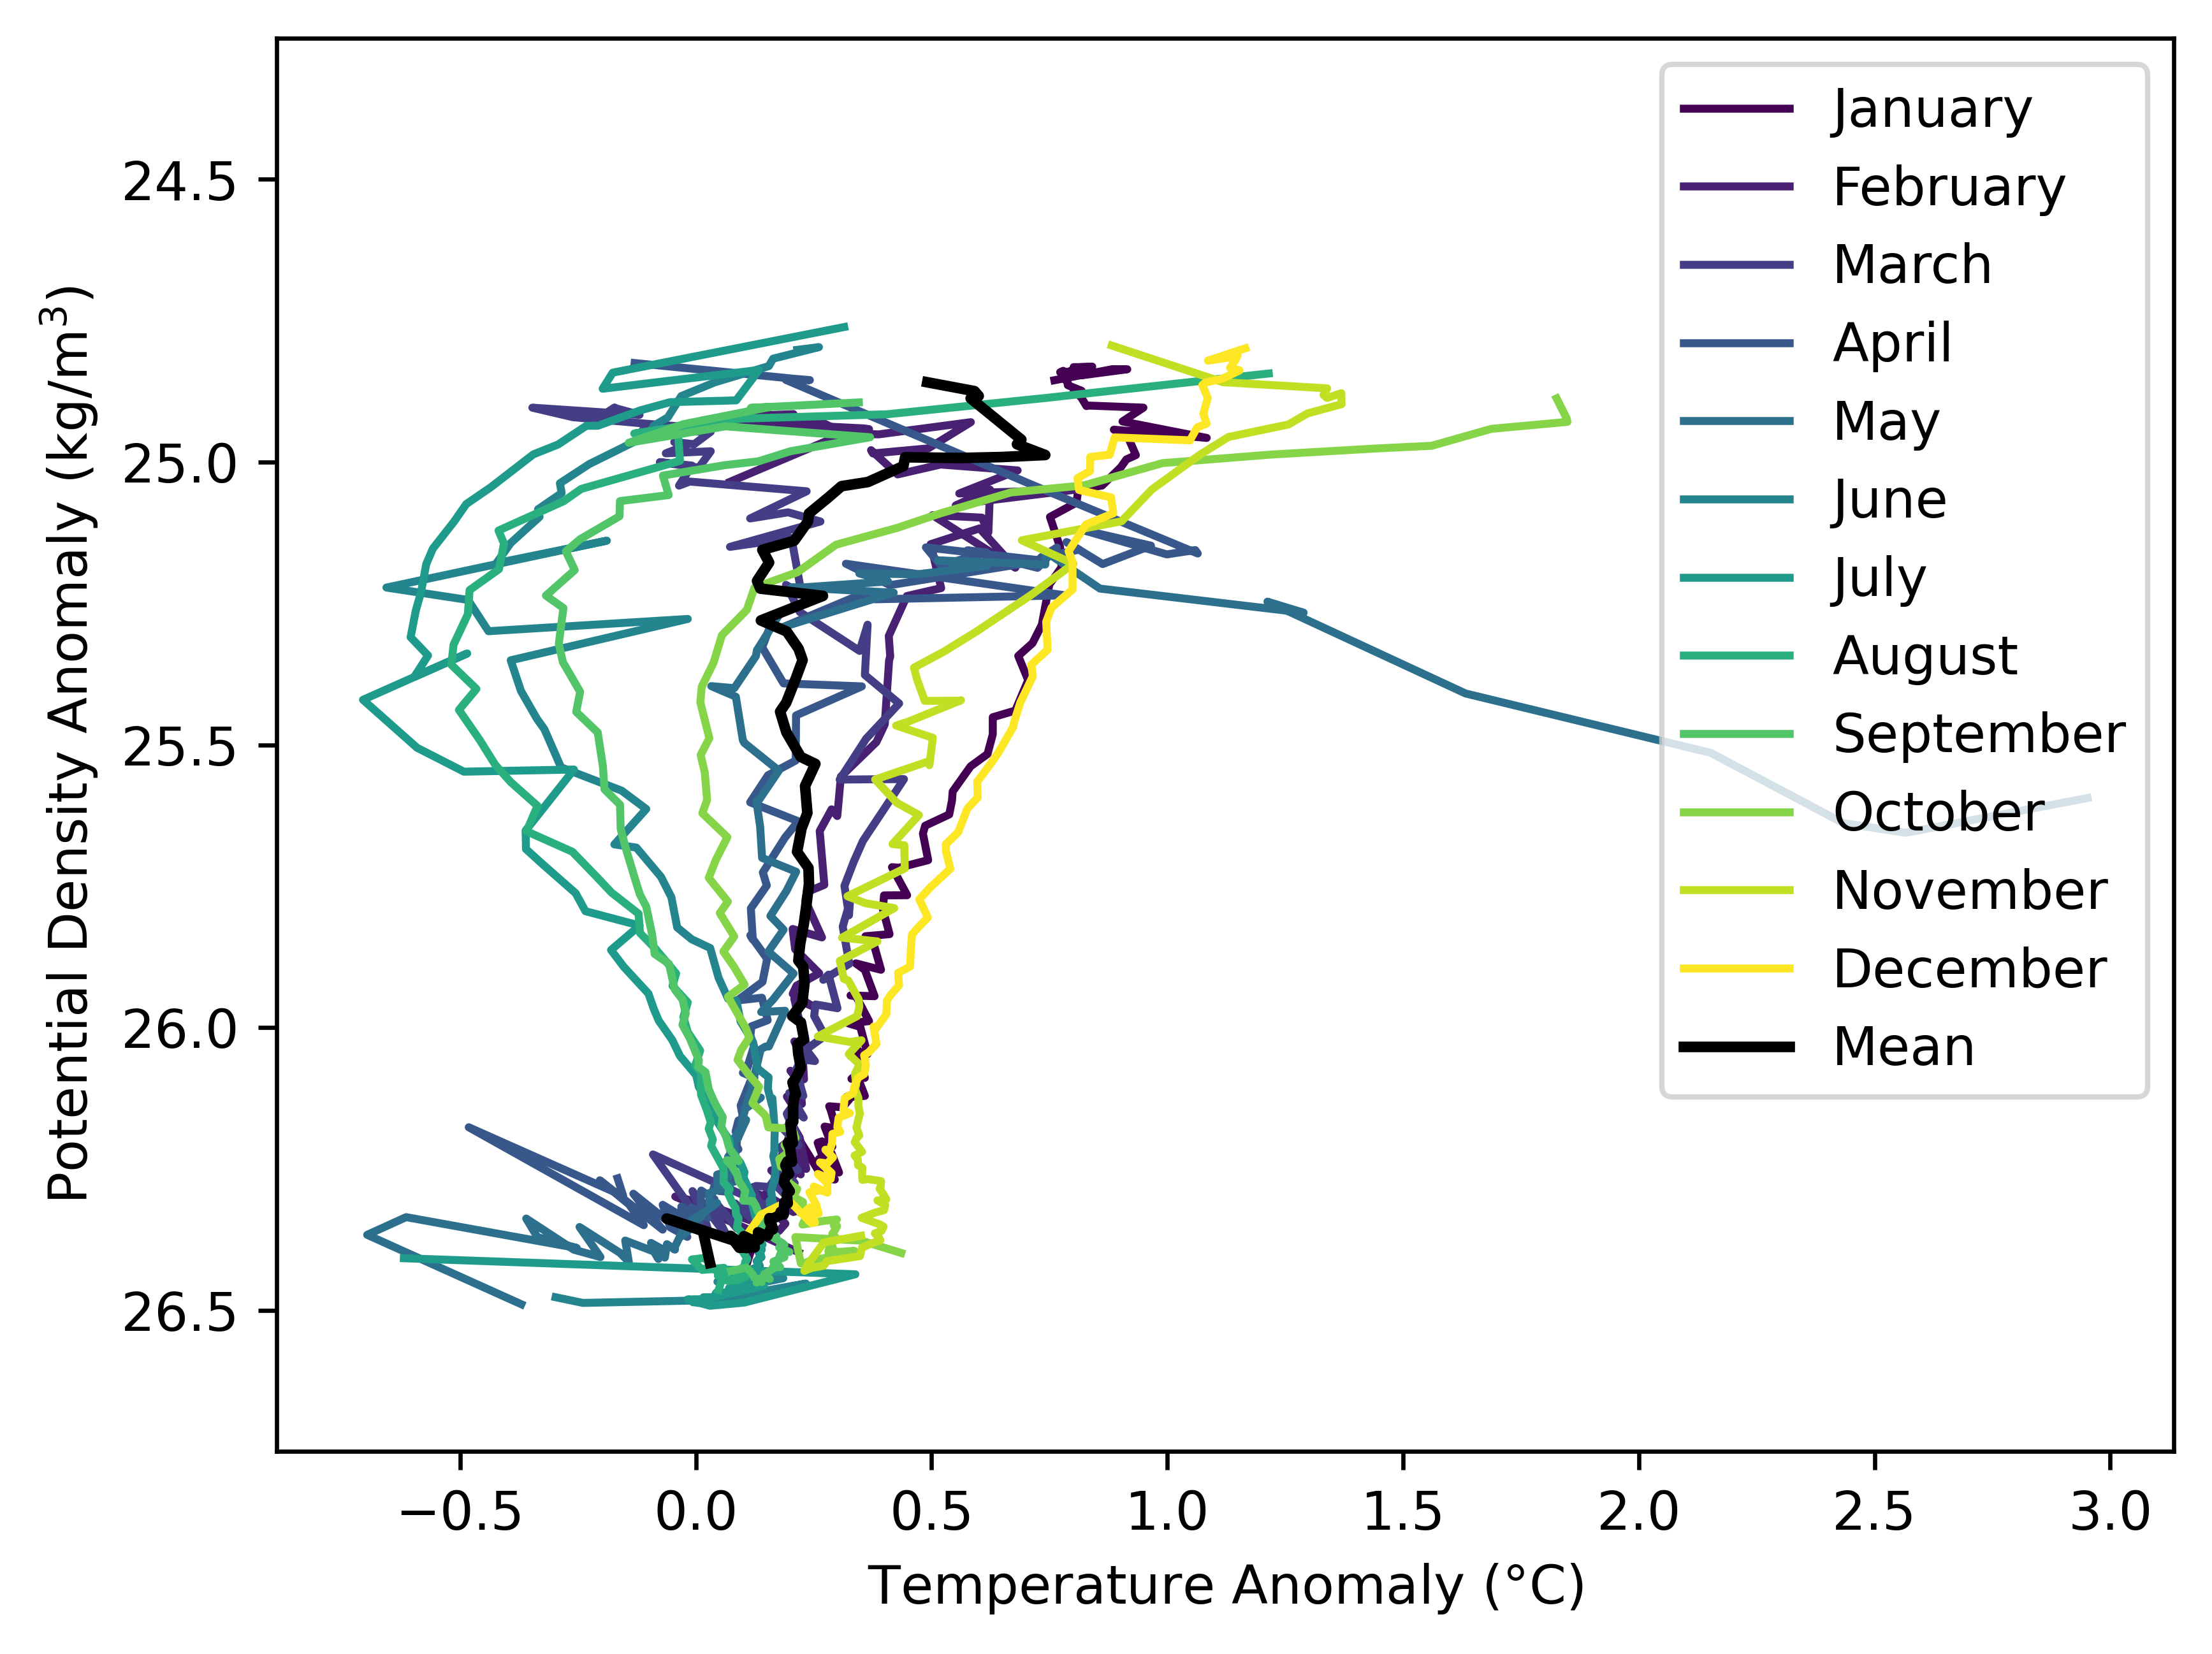 24.5
25.0
25.5
26.0
26.5
Potential Density Anomaly (kg/m³)
−0.5 0.0 0.5 1.0 1.5 2.0 2.5 3.0
Temperature Anomaly (°C)
January
February
March
April
May
June
July
August
September
October
November
December
Mean